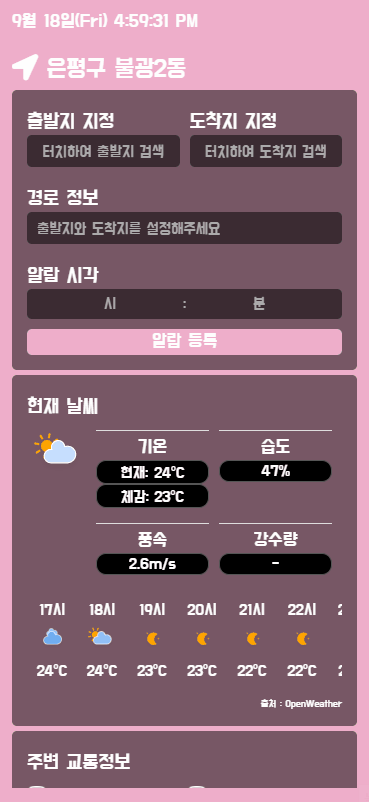 9월 18일(Fri) 4:59:31 PM
은평구 불광2동
출발지 지정 도착지 지정
터치하여 출발지 검색 터치하여 도착지 검색
경로 정보
출발지와 도착지를 설정해주세요
알람 시각
시 : 분
알람 등록
현재 날씨
기온 습도
현재: 24°C 47%
체감: 23°C
풍속 강수량
2.6m/s -
17시 18시 19시 20시 21시 22시
24°C 24°C 23°C 23°C 22°C 22°C
출처 : OpenWeather
주변 교통정보